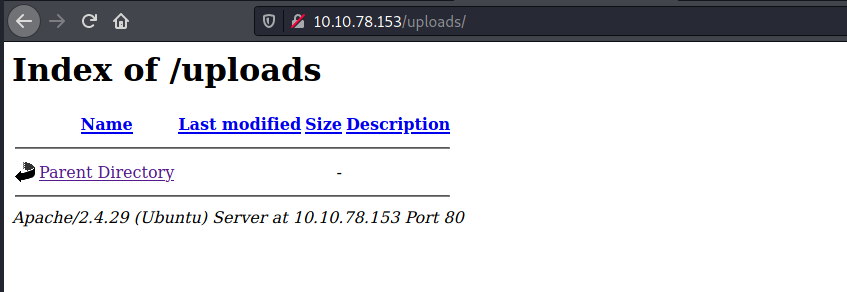 10.10.78.153/uploads/
Index of /uploads
Name Last modified Size Description
Parent Directory -
Apache/2.4.29 (Ubuntu) Server at 10.10.78.153 Port 80